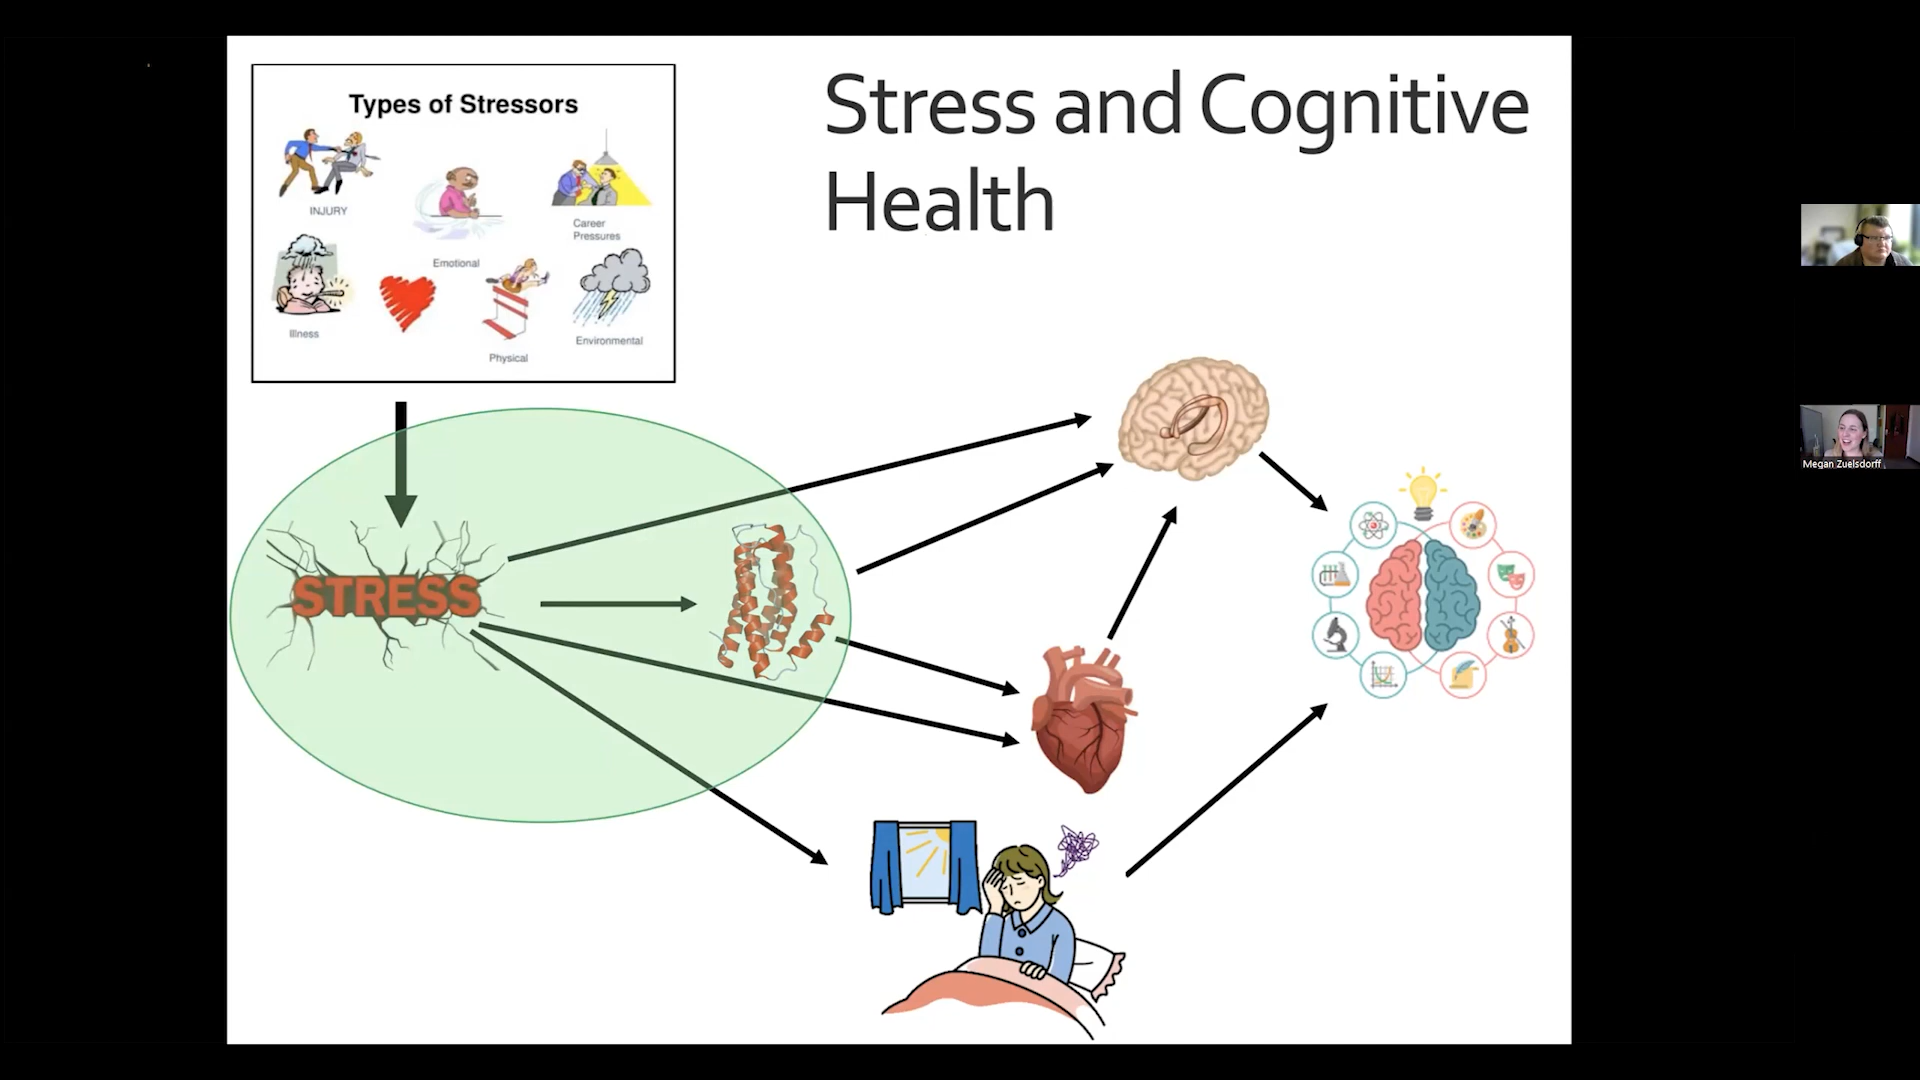 Stress and Cognitive
Health
Types of Stressors
INJURY
Emotional
Career
Pressures
Illness
Physical
Environmental
STRESS
Megan Zuelsdorff